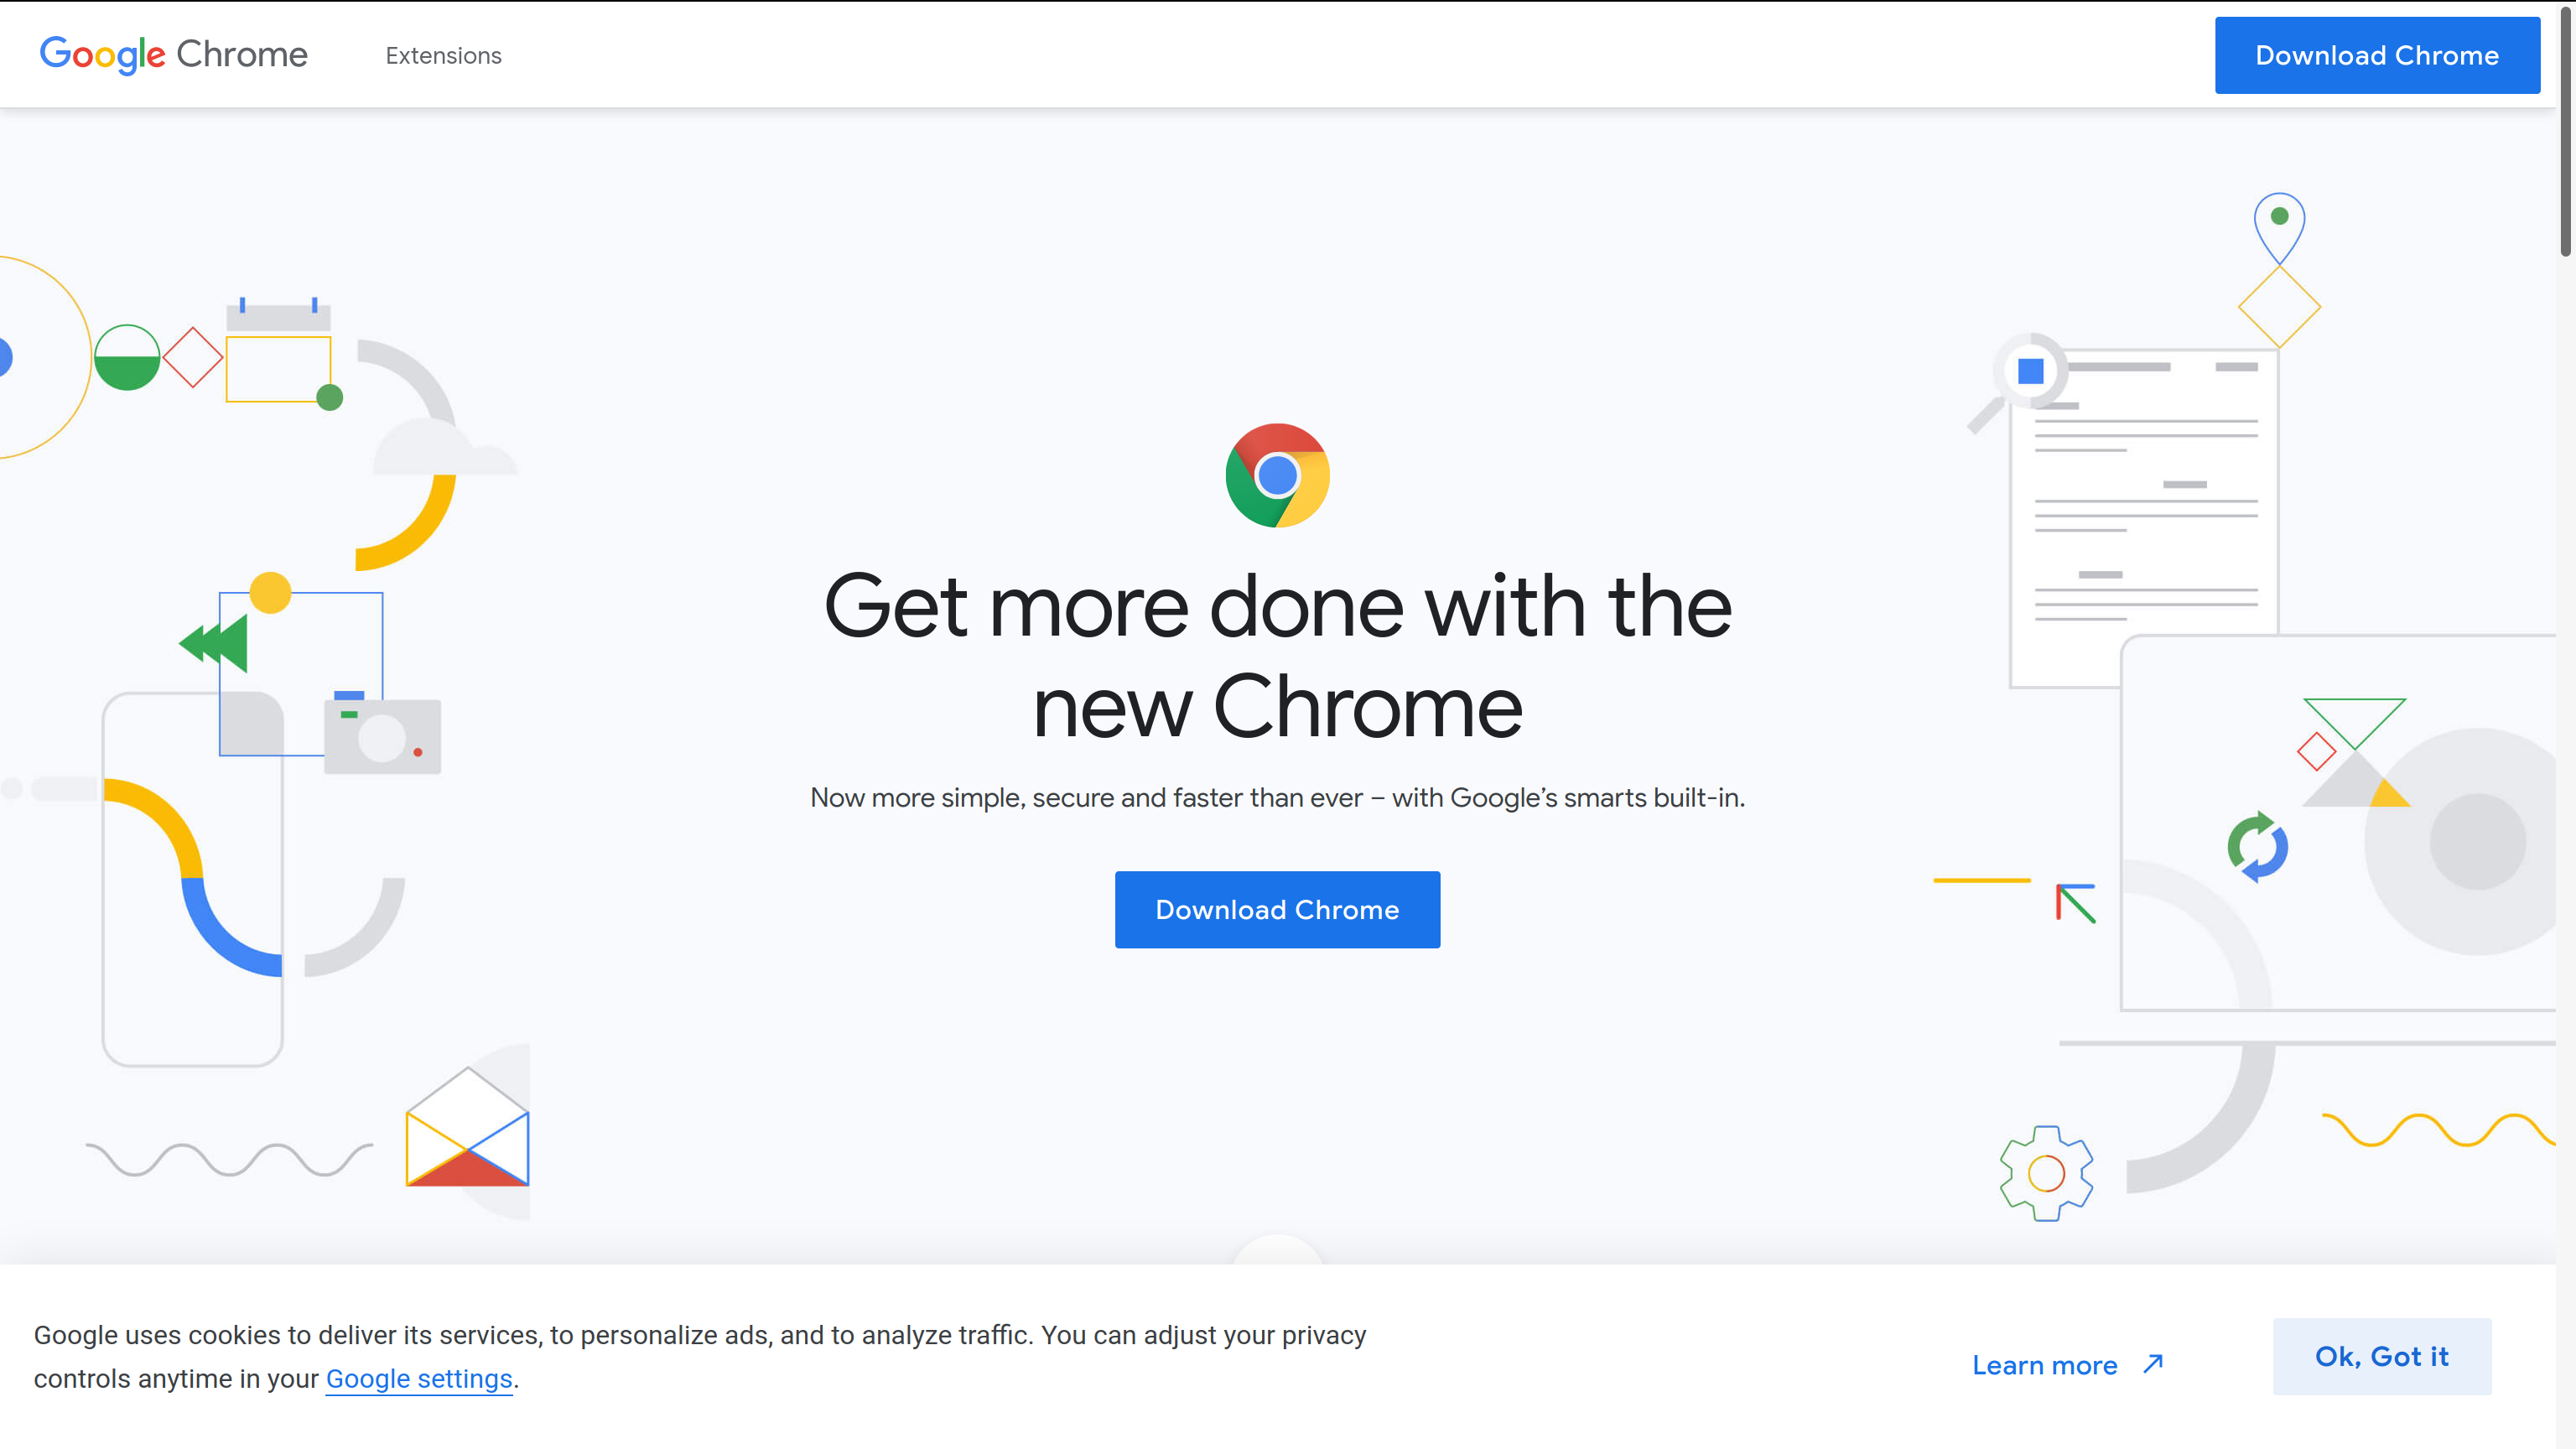 Google Chrome
Extensions
Download Chrome
Get more done with the
new Chrome
Now more simple, secure and faster than ever – with Google’s smarts built-in.
Download Chrome
Google uses cookies to deliver its services, to personalize ads, and to analyze traffic. You can adjust your privacy
controls anytime in your Google settings.
Learn more
Ok, Got it